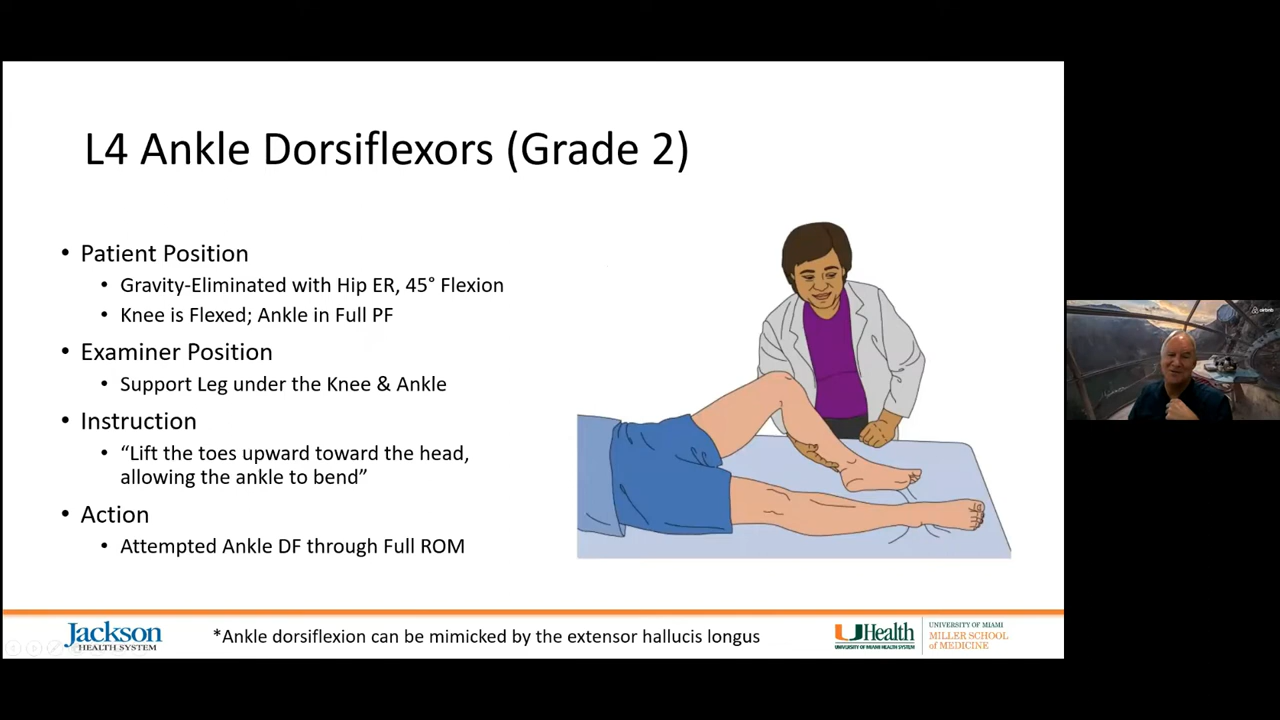 L4 Ankle Dorsiflexors (Grade 2)
• Patient Position
• Gravity-Eliminated with Hip ER, 45° Flexion
• Knee is Flexed; Ankle in Full PF
• Examiner Position
• Support Leg under the Knee & Ankle
• Instruction
• “Lift the toes upward toward the head,
allowing the ankle to bend”
• Action
• Attempted Ankle DF through Full ROM
airbnb
Jackson
HEALTH SYSTEM
*Ankle dorsiflexion can be mimicked by the extensor hallucis longus
UHealth
UNIVERSITY OF MIAMI HEALTH SYSTEM
UNIVERSITY OF MIAMI
MILLER SCHOOL
of MEDICINE